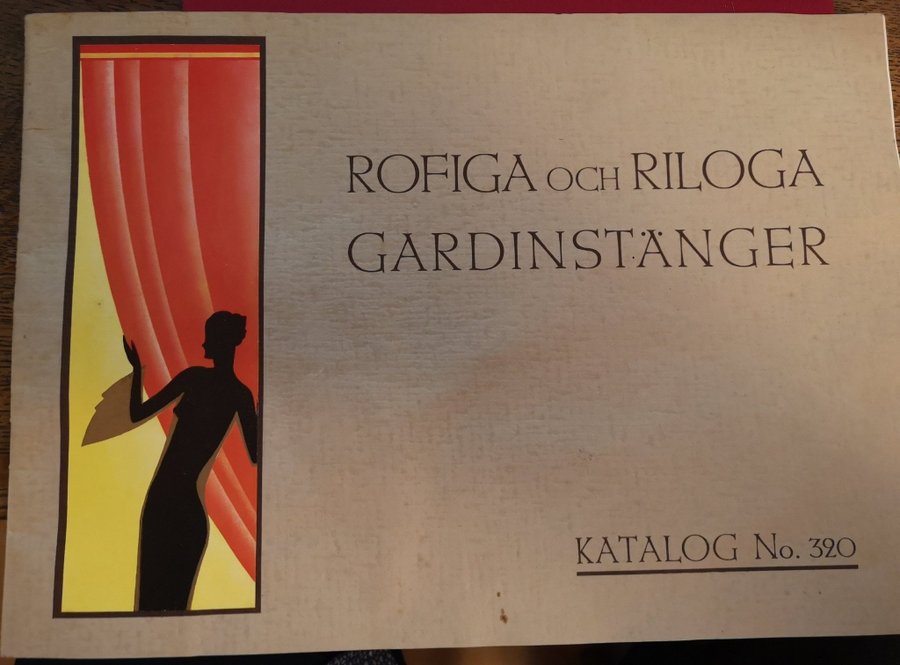 ROFIGA OCH RILOGA
GARDINSTÄNGER
KATALOG No. 320